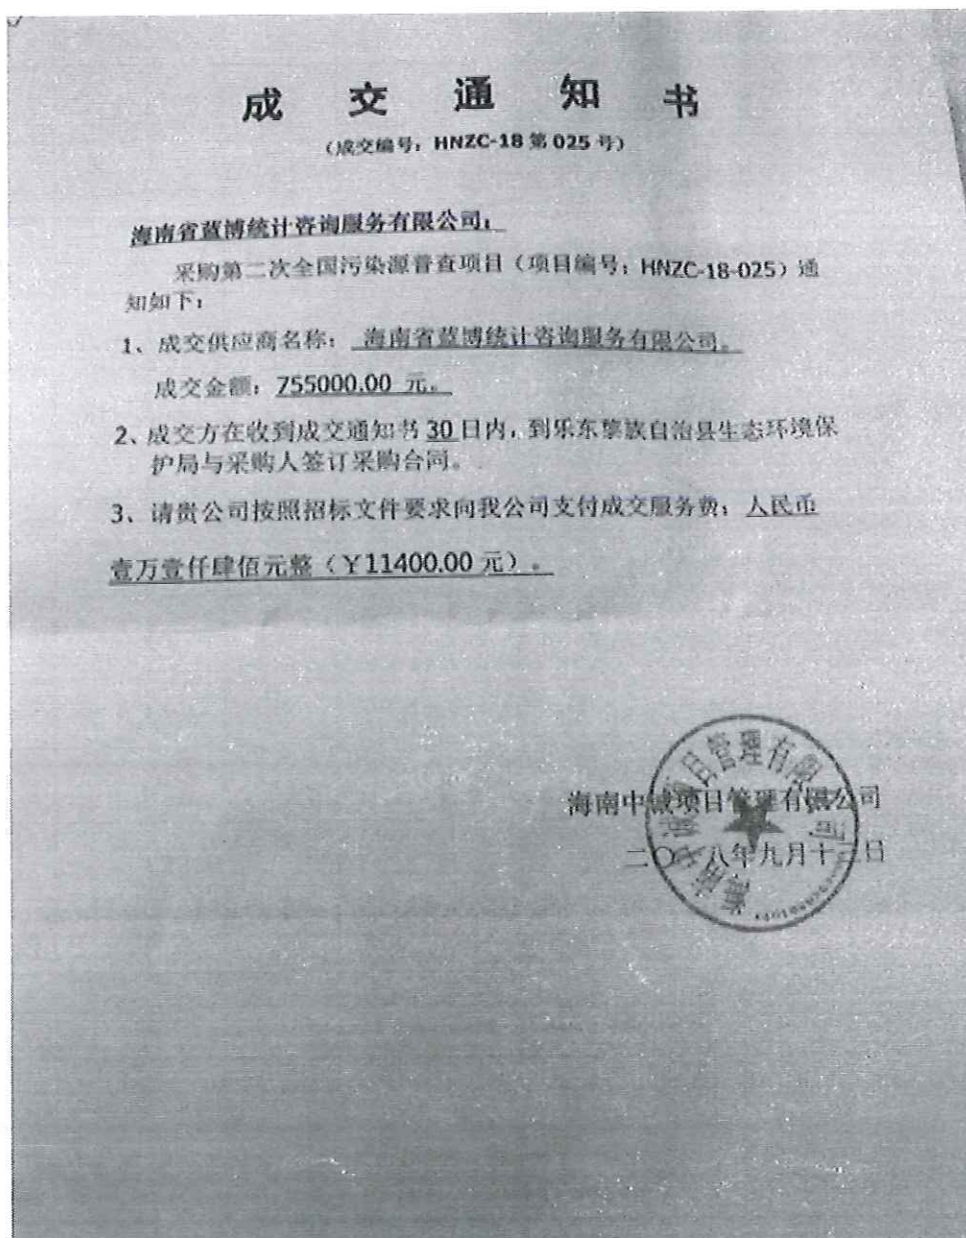 成交通知书
(成交编号：HNZC-18 第 025 号)
海南省蓝博统计咨询服务有限公司：
采购第二次全国污染源普查项目（项目编号：HNZC-18-025）通
知如下：
1、成交供应商名称：海南省蓝博统计咨询服务有限公司。
成交金额：755000.00 元。
2、成交方在收到成交通知书 30 日内，到乐东黎族自治县生态环境保
护局与采购人签订采购合同。
3、请贵公司按照招标文件要求向我公司支付成交服务费：人民币
壹万壹仟肆佰元整（¥11400.00 元）。
海南中诚项目管理有限公司
二〇一八年九月十 日